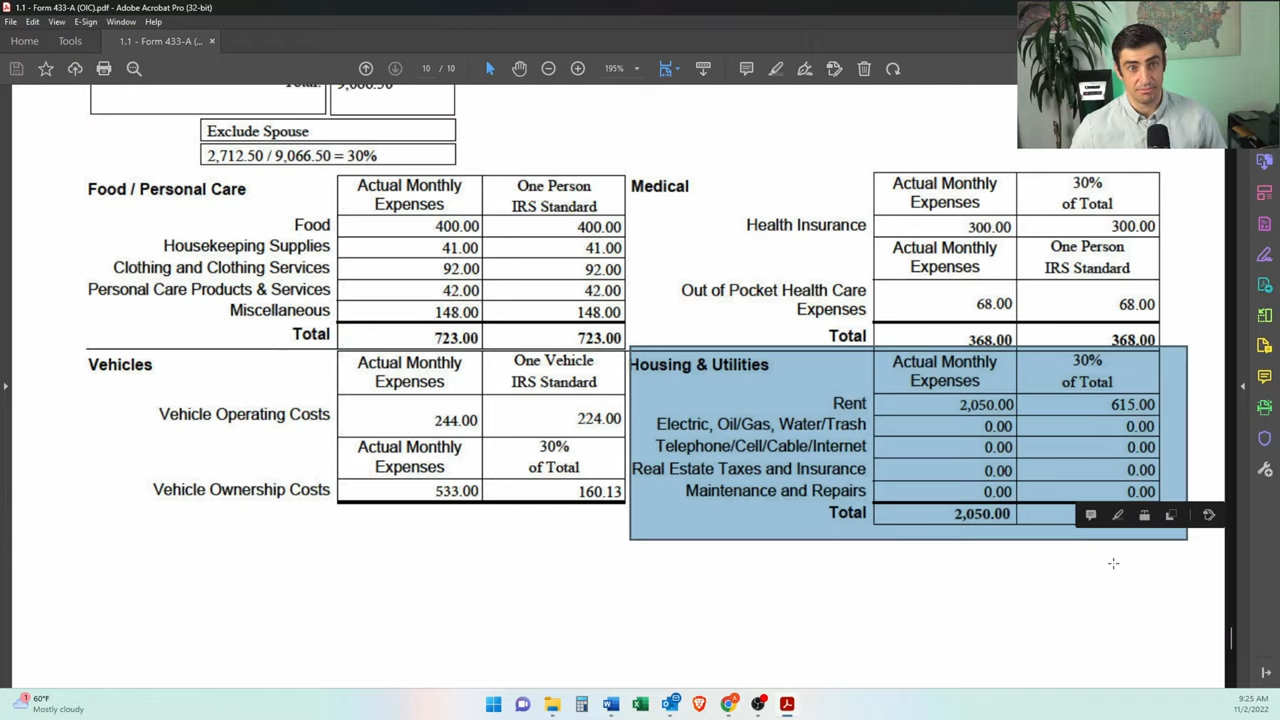 1.1 - Form 433-A (OIC).pdf - Adobe Acrobat Pro (32-bit)
File Edit View E-Sign Window Help
Home Tools 1.1 - Form 433-A (... ×
10 / 10 195%
Total: 9,066.50
Exclude Spouse
2,712.50 / 9,066.50 = 30%
Food / Personal Care
Actual Monthly Expenses
One Person IRS Standard
Food 400.00 400.00
Housekeeping Supplies 41.00 41.00
Clothing and Clothing Services 92.00 92.00
Personal Care Products & Services 42.00 42.00
Miscellaneous 148.00 148.00
Total 723.00 723.00
Medical
Actual Monthly Expenses
30% of Total
Health Insurance 300.00 300.00
Actual Monthly Expenses
One Person IRS Standard
Out of Pocket Health Care Expenses 68.00 68.00
Total 368.00 368.00
Vehicles
Actual Monthly Expenses
One Vehicle IRS Standard
Vehicle Operating Costs 244.00 224.00
Actual Monthly Expenses
30% of Total
Vehicle Ownership Costs 533.00 160.13
Housing & Utilities
Actual Monthly Expenses
30% of Total
Rent 2,050.00 615.00
Electric, Oil/Gas, Water/Trash 0.00 0.00
Telephone/Cell/Cable/Internet 0.00 0.00
Real Estate Taxes and Insurance 0.00 0.00
Maintenance and Repairs 0.00 0.00
Total 2,050.00
1
60°F
Mostly cloudy
9:25 AM
11/2/2022